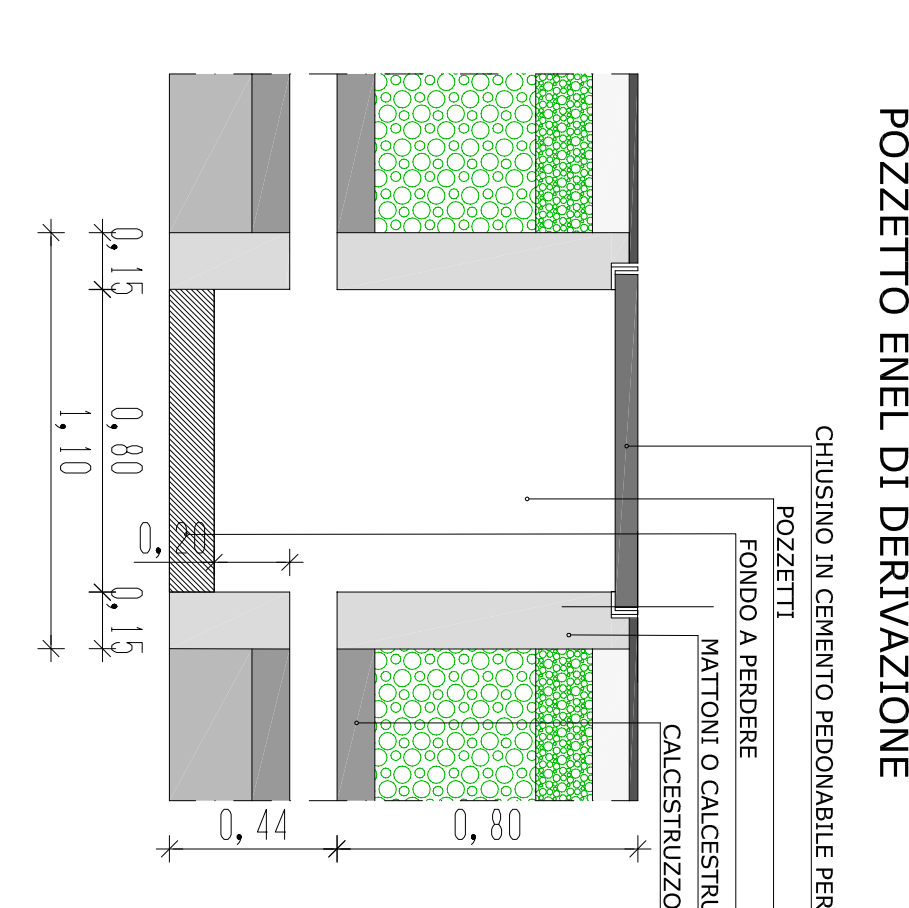 POZZETTO ENEL DI DERIVAZIONE
CHIUSINO IN CEMENTO PEDONABILE PER
POZZETTI
FONDO A PERDERE
MATTONI O CALCESTRU
CALCESTRUZZO
0,80
0,44
0,20
0,15
0,80
0,15
1,10